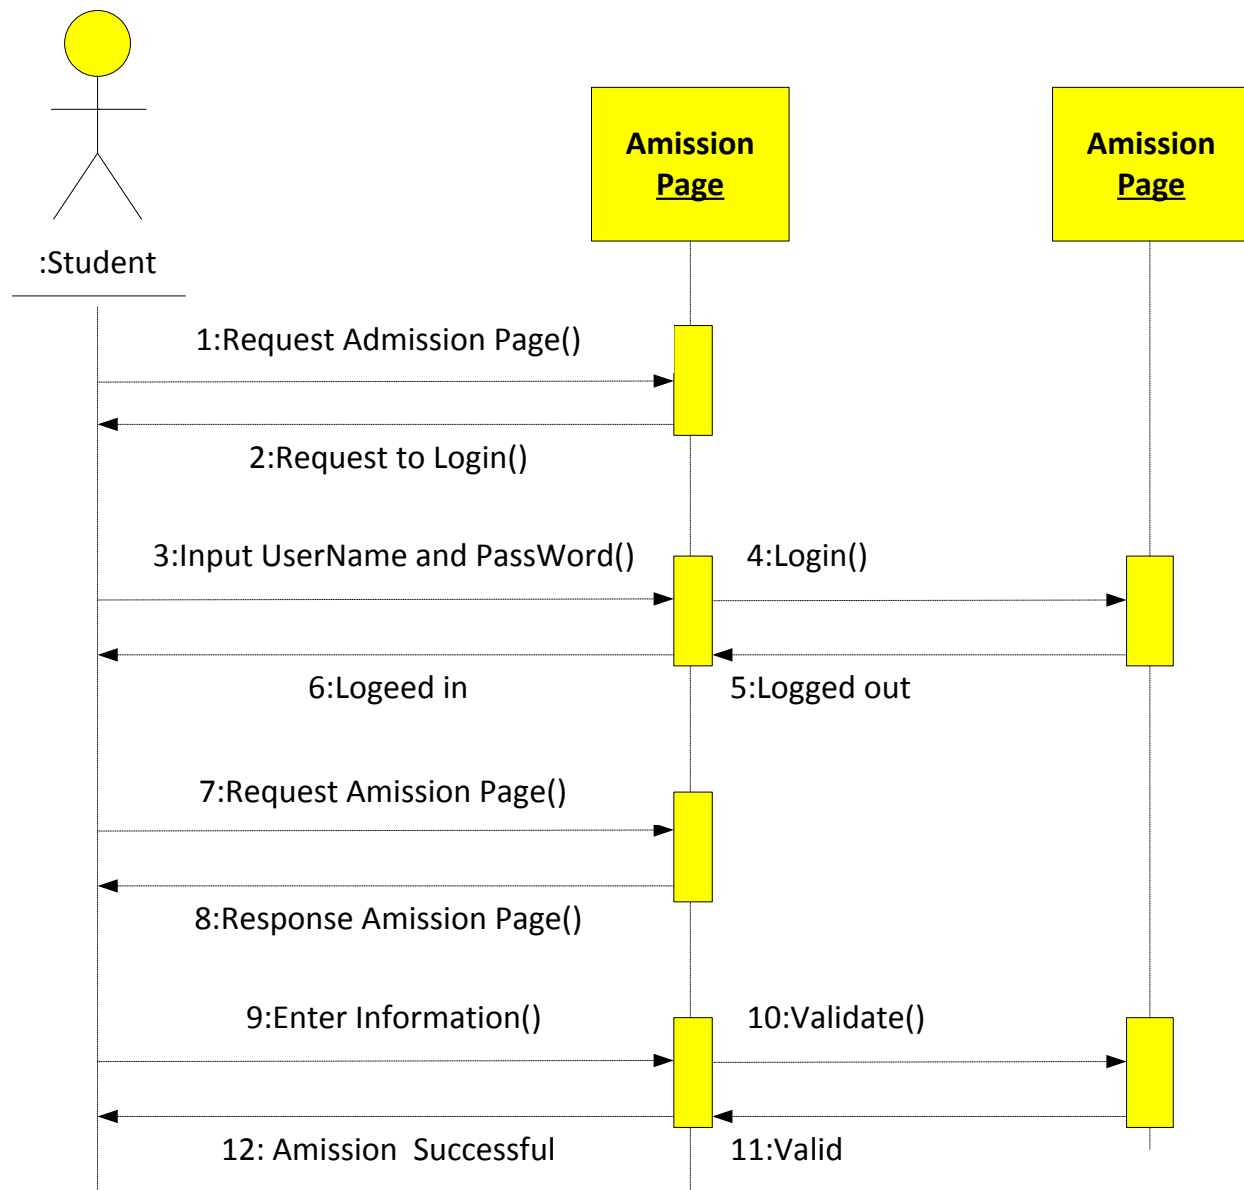 Amission
Page
Amission
Page
:Student
1:Request Admission Page()
2:Request to Login()
3:Input UserName and PassWord()
4:Login()
6:Logeed in
5:Logged out
7:Request Amission Page()
8:Response Amission Page()
9:Enter Information()
10:Validate()
12: Amission  Successful
11:Valid